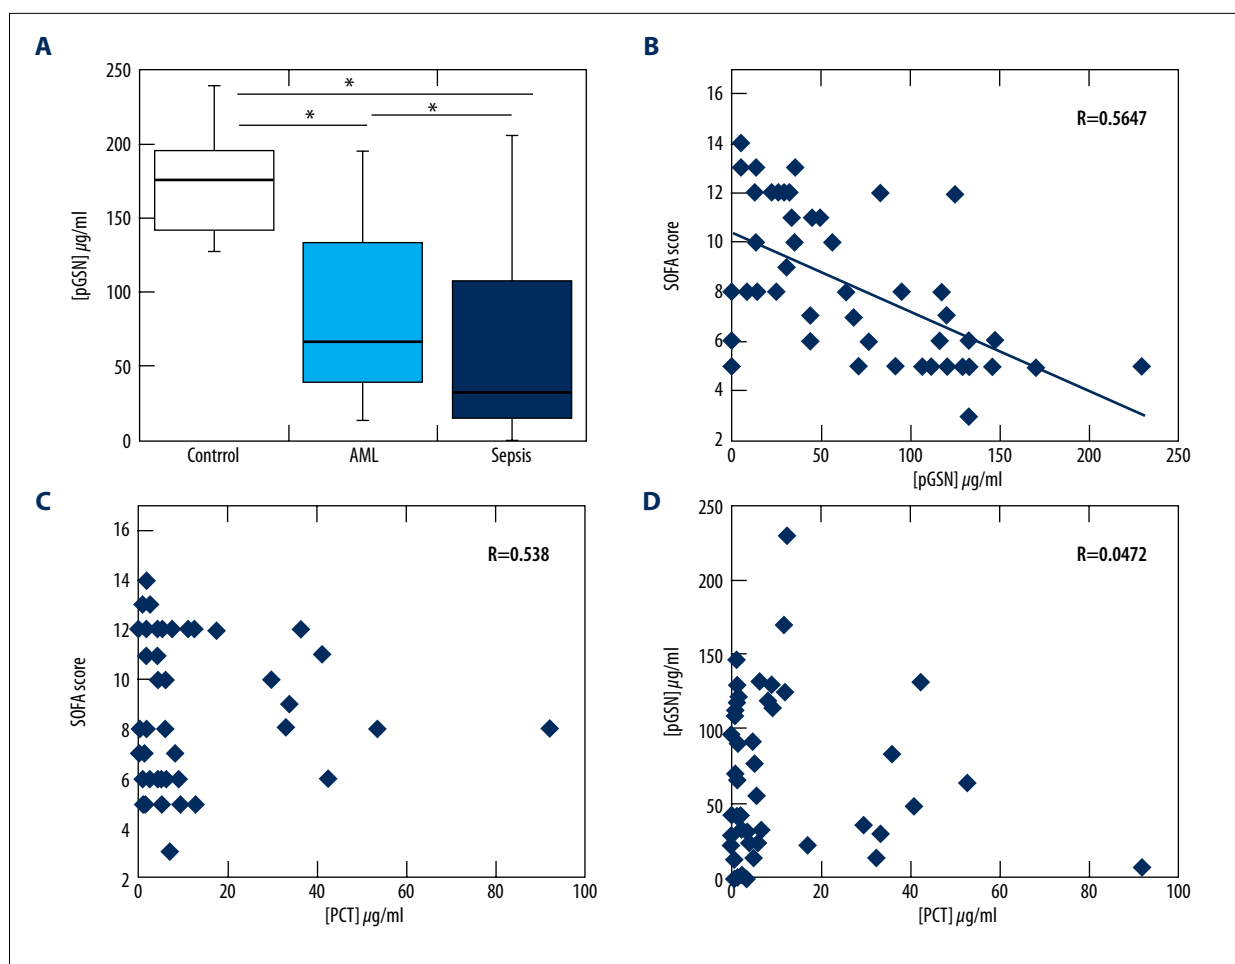 A
250
200
150
100
50
0
[pGSN] µg/ml
*
*
*
Contrrol AML Sepsis
B
16
14
12
10
8
6
4
2
SOFA score
R=0.5647
0 50 100 150 200 250
[pGSN] µg/ml
C
16
14
12
10
8
6
4
2
SOFA score
R=0.538
0 20 40 60 80 100
[PCT] µg/ml
D
250
200
150
100
50
0
[pGSN] µg/ml
R=0.0472
0 20 40 60 80 100
[PCT] µg/ml